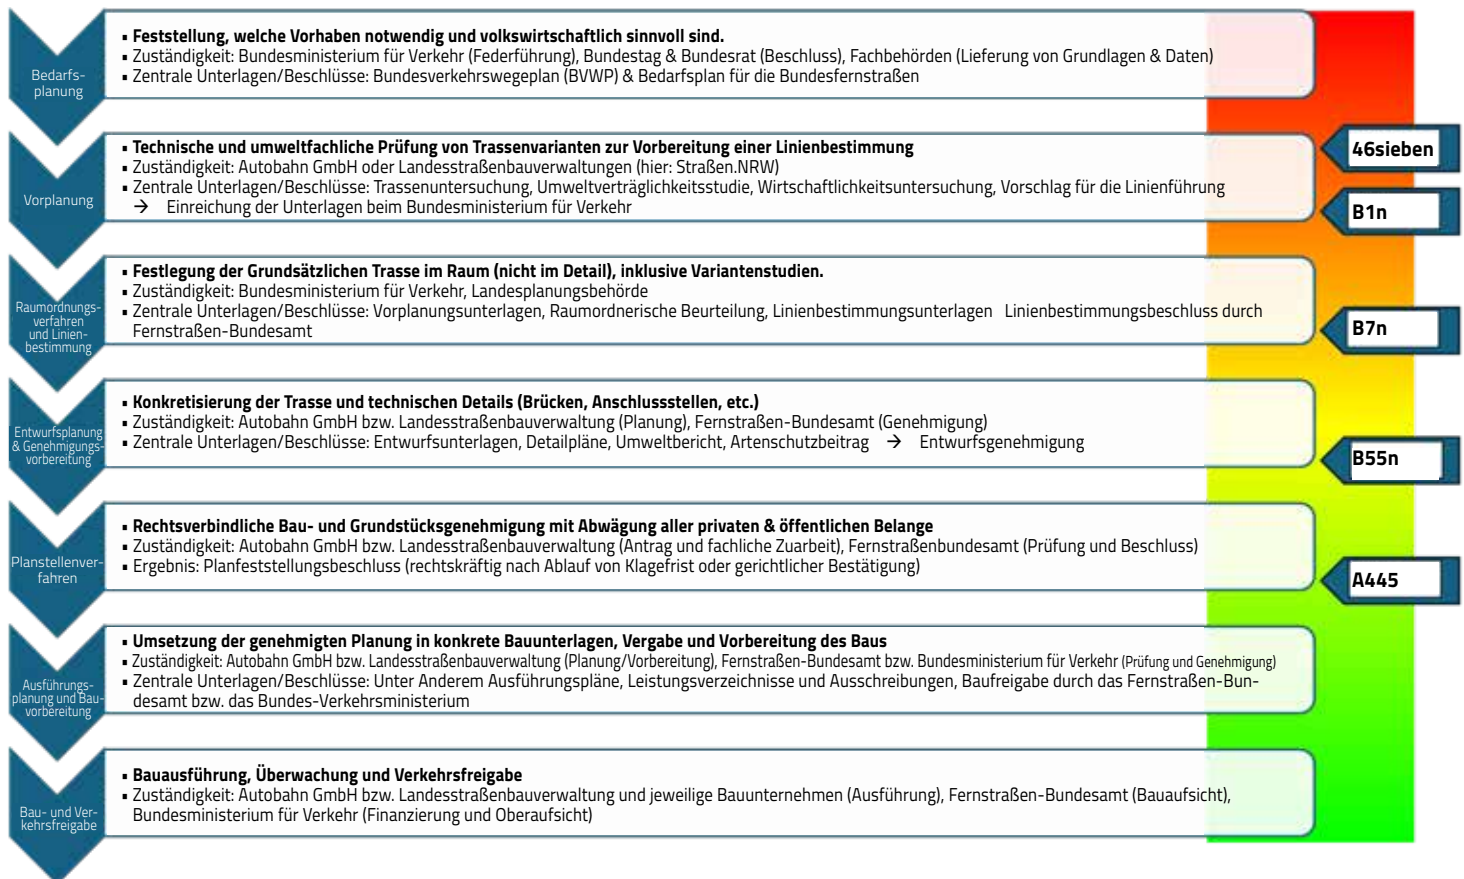 Bedarfs-
planung
▪ Feststellung, welche Vorhaben notwendig und volkswirtschaftlich sinnvoll sind.
▪ Zuständigkeit: Bundesministerium für Verkehr (Federführung), Bundestag & Bundesrat (Beschluss), Fachbehörden (Lieferung von Grundlagen & Daten)
▪ Zentrale Unterlagen/Beschlüsse: Bundesverkehrswegeplan (BVWP) & Bedarfsplan für die Bundesfernstraßen
Vorplanung
▪ Technische und umweltfachliche Prüfung von Trassenvarianten zur Vorbereitung einer Linienbestimmung
▪ Zuständigkeit: Autobahn GmbH oder Landesstraßenbauverwaltungen (hier: Straßen.NRW)
▪ Zentrale Unterlagen/Beschlüsse: Trassenuntersuchung, Umweltverträglichkeitsstudie, Wirtschaftlichkeitsuntersuchung, Vorschlag für die Linienführung
→ Einreichung der Unterlagen beim Bundesministerium für Verkehr
46sieben
B1n
Raumordnungs-
verfahren
und Linien-
bestimmung
▪ Festlegung der Grundsätzlichen Trasse im Raum (nicht im Detail), inklusive Variantenstudien.
▪ Zuständigkeit: Bundesministerium für Verkehr, Landesplanungsbehörde
▪ Zentrale Unterlagen/Beschlüsse: Vorplanungsunterlagen, Raumordnerische Beurteilung, Linienbestimmungsunterlagen Linienbestimmungsbeschluss durch
Fernstraßen-Bundesamt
B7n
Entwurfsplanung
& Genehmigungs-
vorbereitung
▪ Konkretisierung der Trasse und technischen Details (Brücken, Anschlussstellen, etc.)
▪ Zuständigkeit: Autobahn GmbH bzw. Landesstraßenbauverwaltung (Planung), Fernstraßen-Bundesamt (Genehmigung)
▪ Zentrale Unterlagen/Beschlüsse: Entwurfsunterlagen, Detailpläne, Umweltbericht, Artenschutzbeitrag → Entwurfsgenehmigung
B55n
Planstellenver-
fahren
▪ Rechtsverbindliche Bau- und Grundstücksgenehmigung mit Abwägung aller privaten & öffentlichen Belange
▪ Zuständigkeit: Autobahn GmbH bzw. Landesstraßenbauverwaltung (Antrag und fachliche Zuarbeit), Fernstraßenbundesamt (Prüfung und Beschluss)
▪ Ergebnis: Planfeststellungsbeschluss (rechtskräftig nach Ablauf von Klagefrist oder gerichtlicher Bestätigung)
A445
Ausführungs-
planung und Bau-
vorbereitung
▪ Umsetzung der genehmigten Planung in konkrete Bauunterlagen, Vergabe und Vorbereitung des Baus
▪ Zuständigkeit: Autobahn GmbH bzw. Landesstraßenbauverwaltung (Planung/Vorbereitung), Fernstraßen-Bundesamt bzw. Bundesministerium für Verkehr (Prüfung und Genehmigung)
▪ Zentrale Unterlagen/Beschlüsse: Unter Anderem Ausführungspläne, Leistungsverzeichnisse und Ausschreibungen, Baufreigabe durch das Fernstraßen-Bun-
desamt bzw. das Bundes-Verkehrsministerium
Bau- und Ver-
kehrsfreigabe
▪ Bauausführung, Überwachung und Verkehrsfreigabe
▪ Zuständigkeit: Autobahn GmbH bzw. Landesstraßenbauverwaltung und jeweilige Bauunternehmen (Ausführung), Fernstraßen-Bundesamt (Bauaufsicht),
Bundesministerium für Verkehr (Finanzierung und Oberaufsicht)